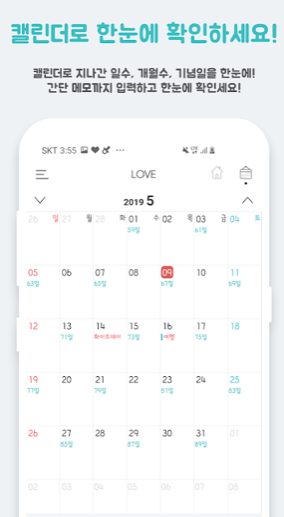 캘린더로 한눈에 확인하세요!
캘린더로 지나간 일수, 개월수, 기념일을 한눈에!
간단 메모까지 입력하고 한눈에 확인세요!
SKT 3:55
LOVE
2019 5
26 일 27 월 28 화 01 수 02 목 03 금 04 토
59일 61일
05 06 07 08 09 10 11
63일 65일 67일 69일
12 13 14 15 16 17 18
71일 화이트데이 73일 여행 75일
19 20 21 22 23 24 25
77일 79일 81일 83일
26 27 28 29 30 31 01
85일 87일 89일
02 03 04 05 06 07 08